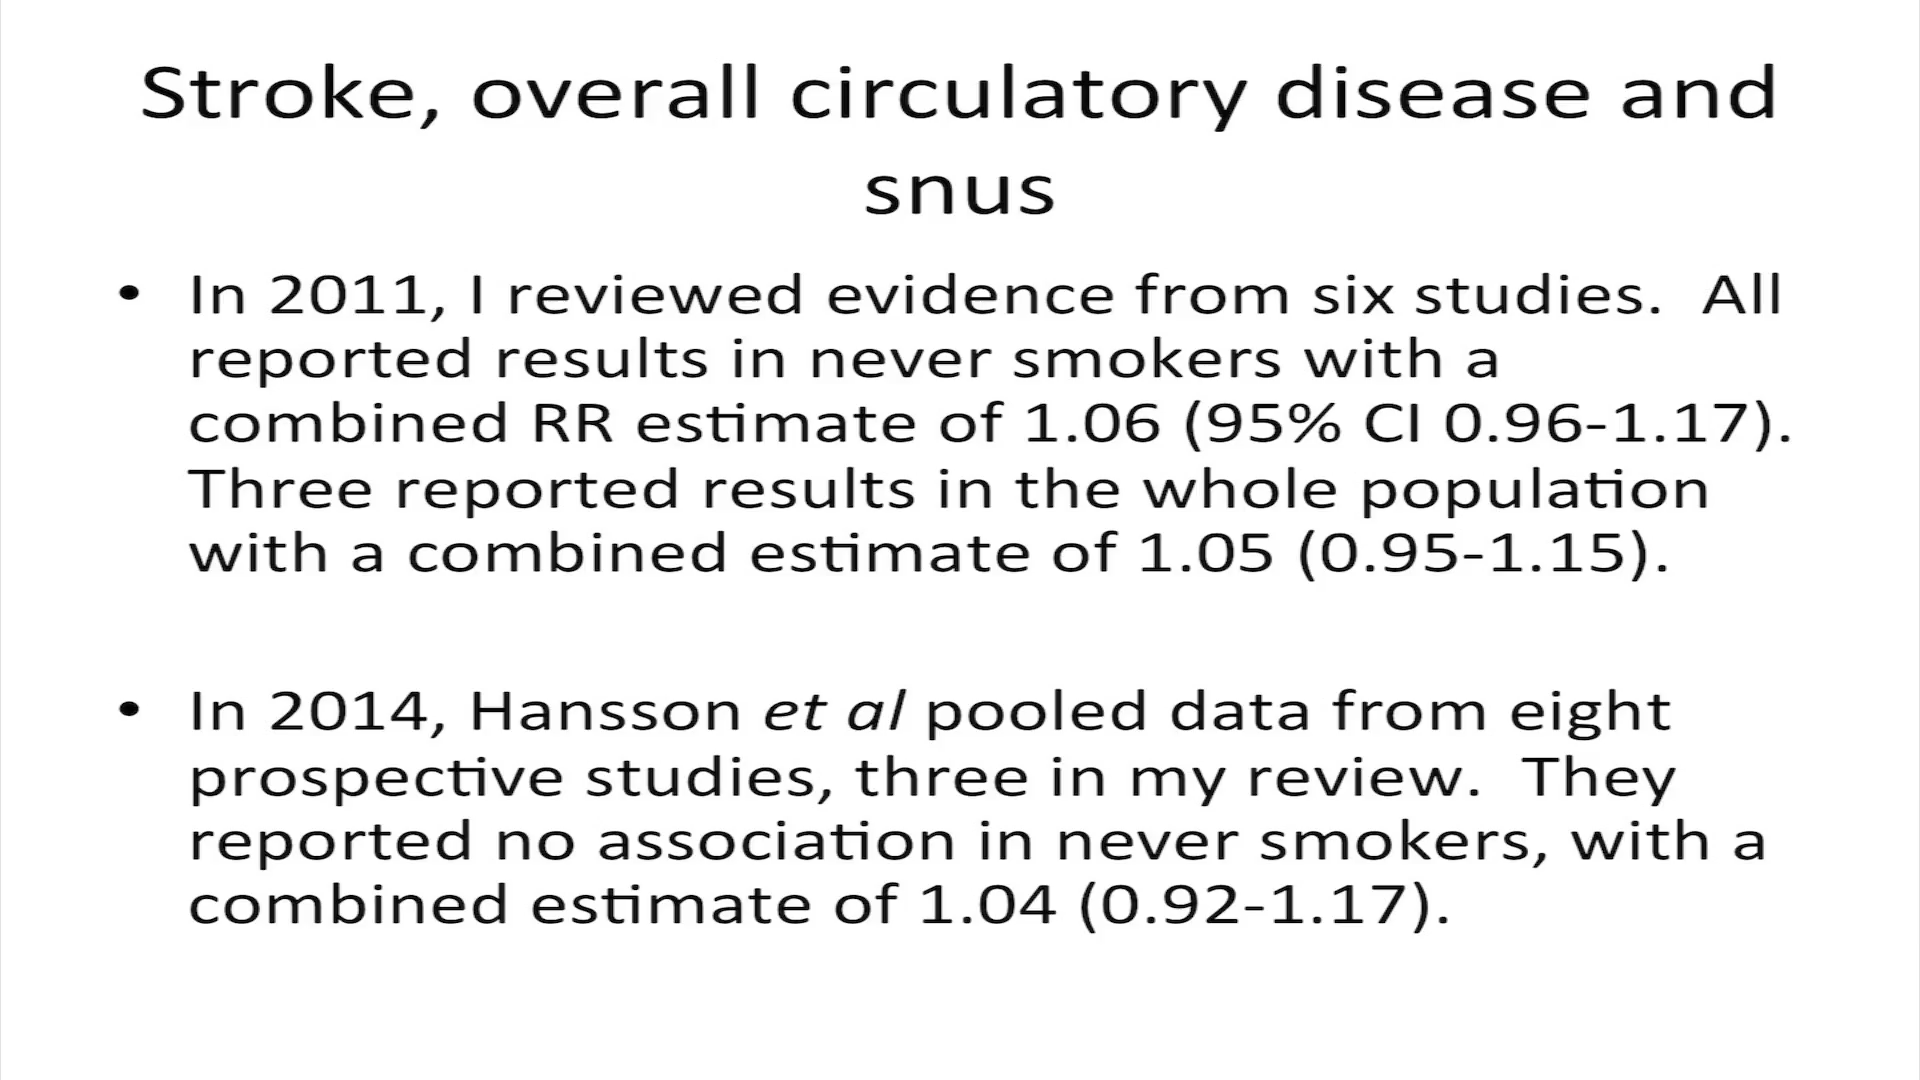 Stroke, overall circulatory disease and
snus
• In 2011, I reviewed evidence from six studies.  All
reported results in never smokers with a
combined RR estimate of 1.06 (95% CI 0.96-1.17).
Three reported results in the whole population
with a combined estimate of 1.05 (0.95-1.15).
• In 2014, Hansson et al pooled data from eight
prospective studies, three in my review.  They
reported no association in never smokers, with a
combined estimate of 1.04 (0.92-1.17).